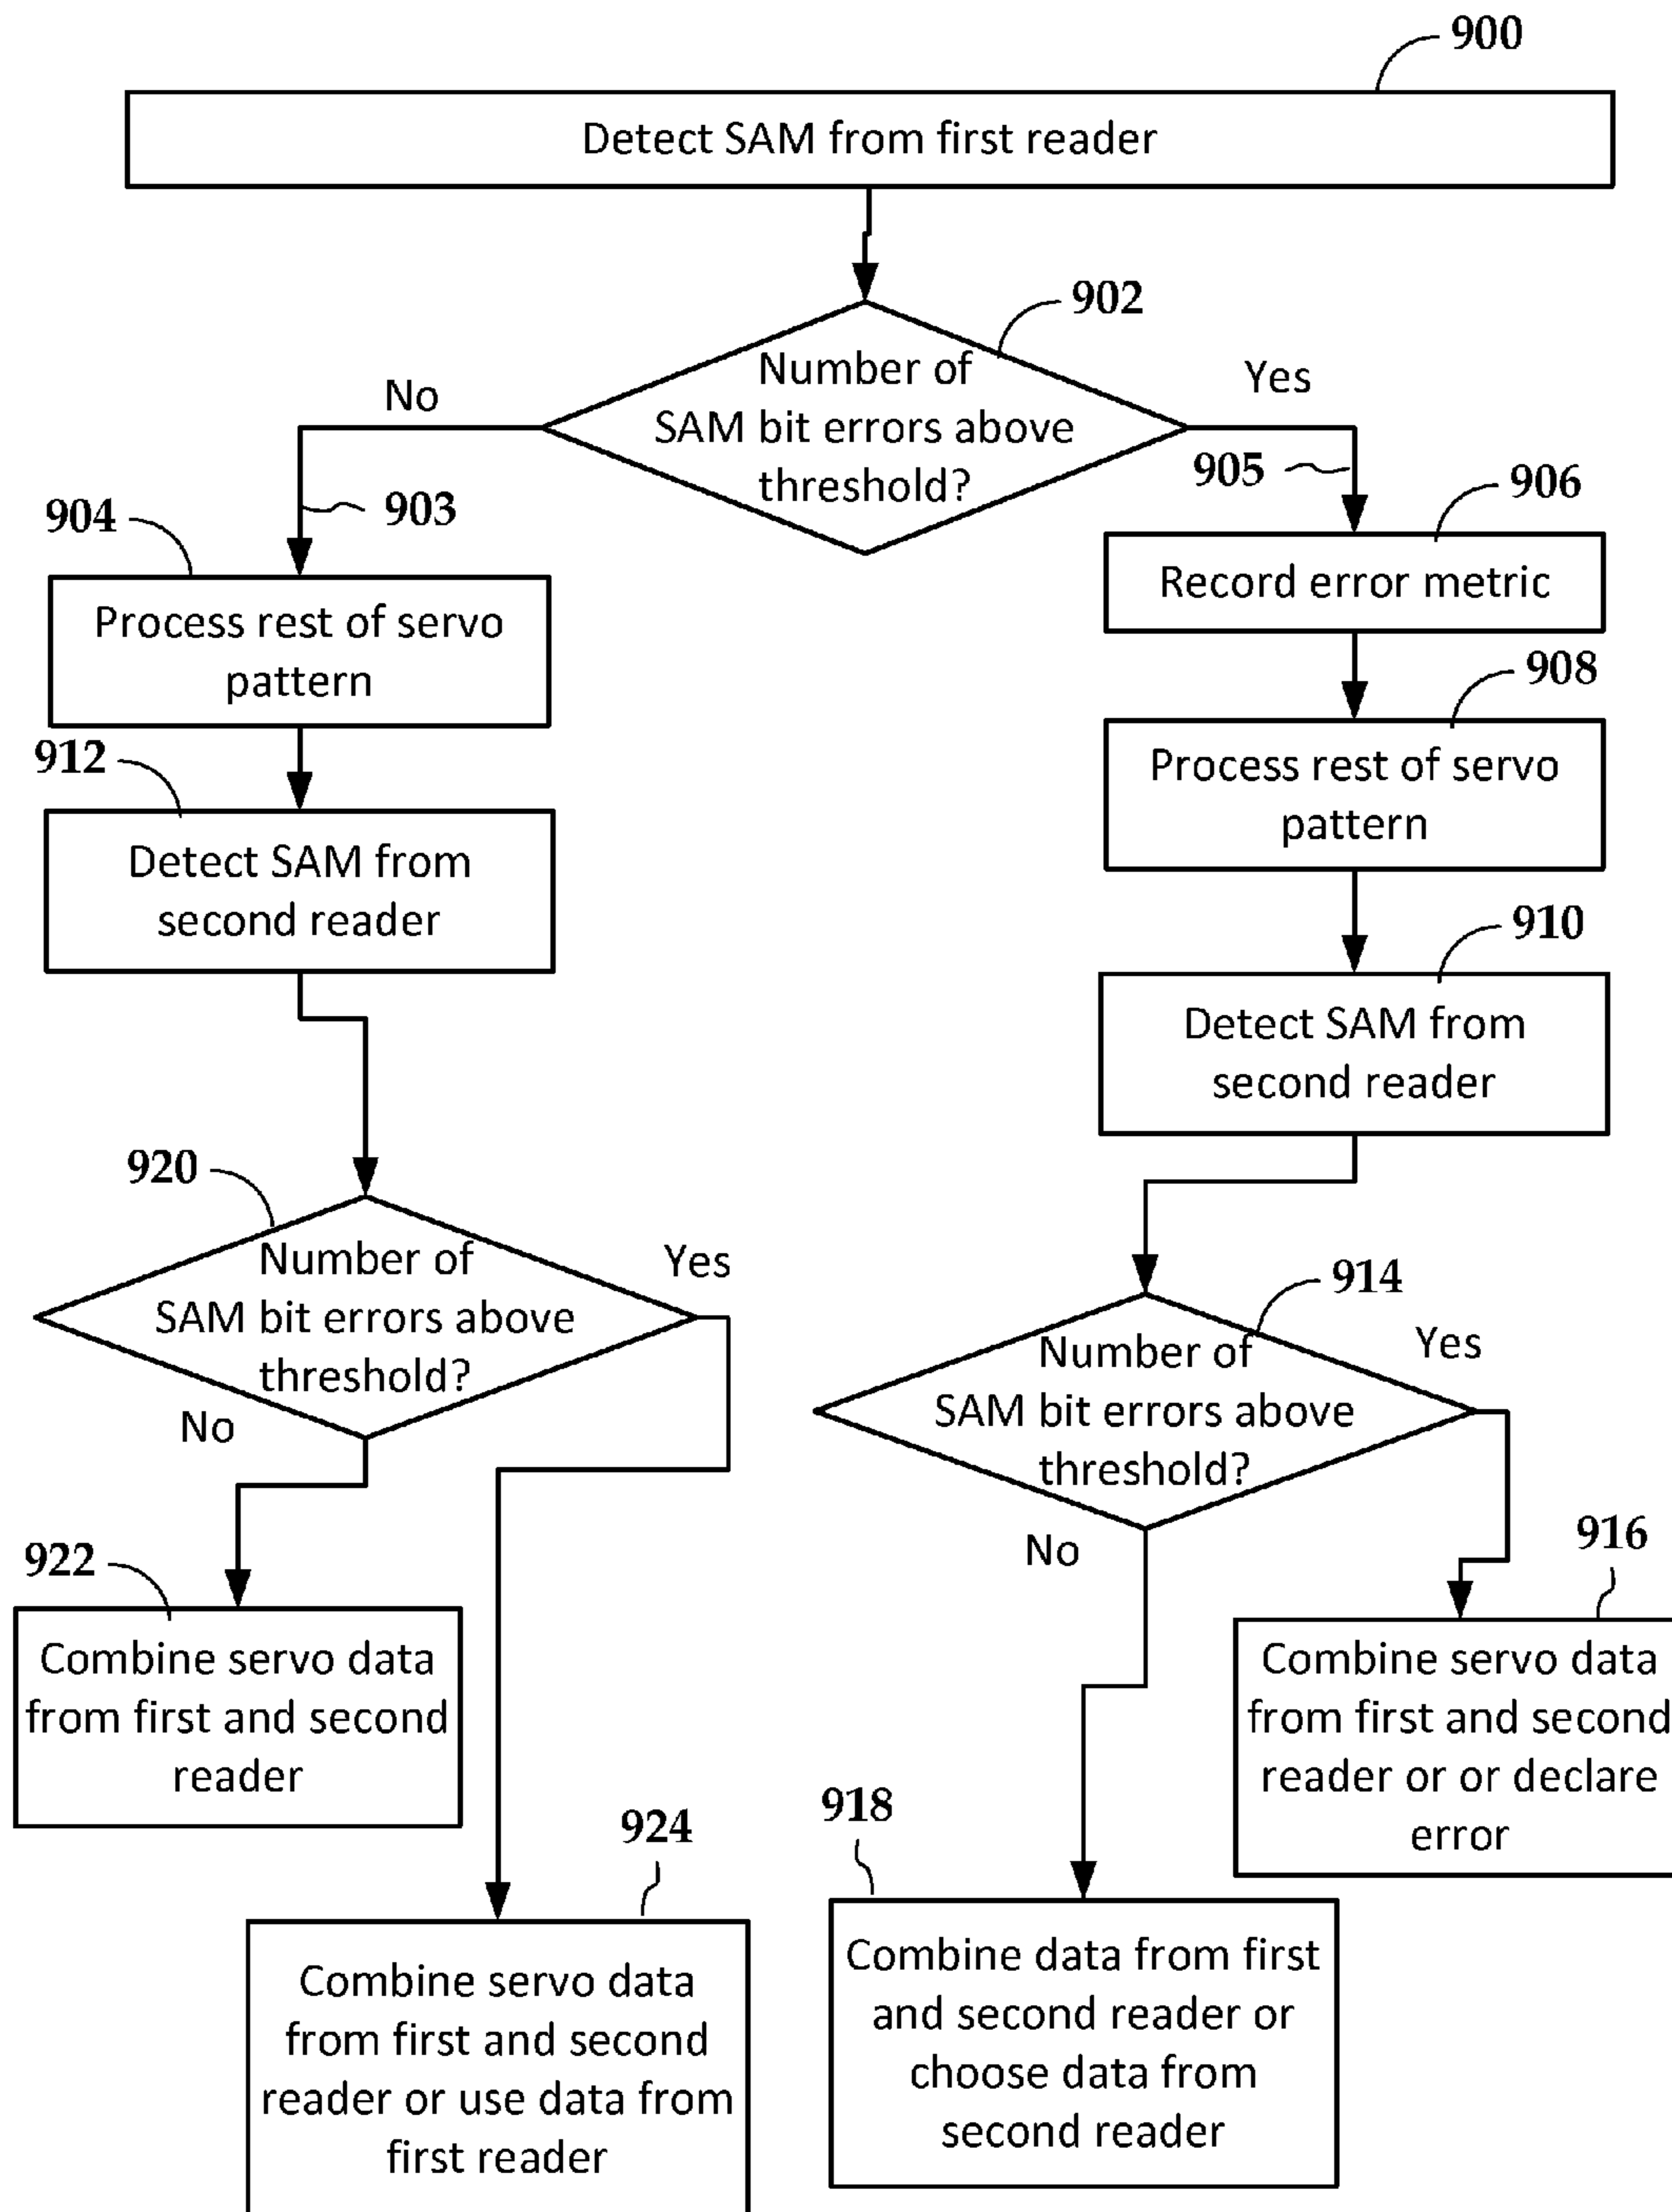 900
Detect SAM from first reader
902
Number of
SAM bit errors above
threshold?
No
Yes
903
905
904
Process rest of servo
pattern
906
Record error metric
908
Process rest of servo
pattern
912
Detect SAM from
second reader
910
Detect SAM from
second reader
920
Number of
SAM bit errors above
threshold?
Yes
No
914
Number of
SAM bit errors above
threshold?
Yes
No
922
Combine servo data
from first and second
reader
916
Combine servo data
from first and second
reader or or declare
error
924
Combine servo data
from first and second
reader or use data from
first reader
918
Combine data from first
and second reader or
choose data from
second reader